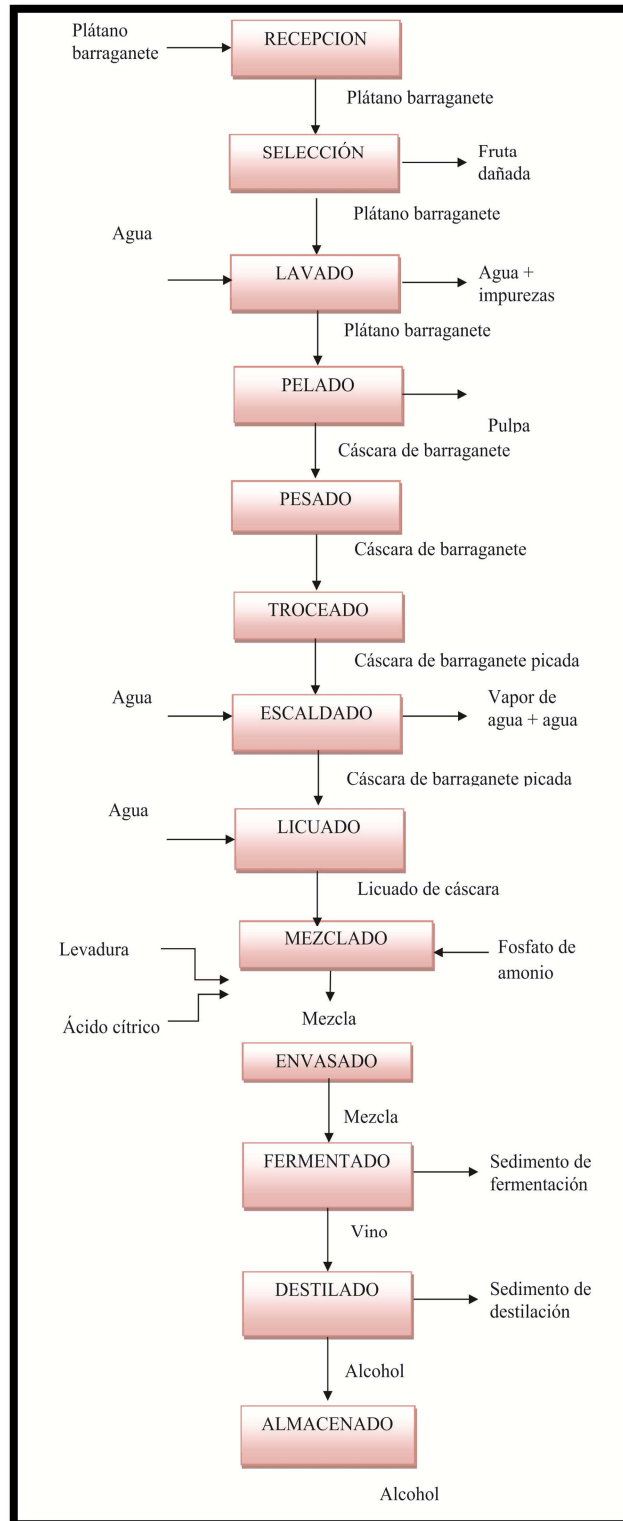 Plátano
barraganete
RECEPCION
Plátano barraganete
SELECCIÓN
Fruta
dañada
Plátano barraganete
Agua
LAVADO
Agua +
impurezas
Plátano barraganete
PELADO
Pulpa
Cáscara de barraganete
PESADO
Cáscara de barraganete
TROCEADO
Cáscara de barraganete picada
Agua
ESCALDADO
Vapor de
agua + agua
Cáscara de barraganete picada
Agua
LICUADO
Licuado de cáscara
Levadura
MEZCLADO
Fosfato de
amonio
Ácido cítrico
Mezcla
ENVASADO
Mezcla
FERMENTADO
Sedimento de
fermentación
Vino
DESTILADO
Sedimento de
destilación
Alcohol
ALMACENADO
Alcohol